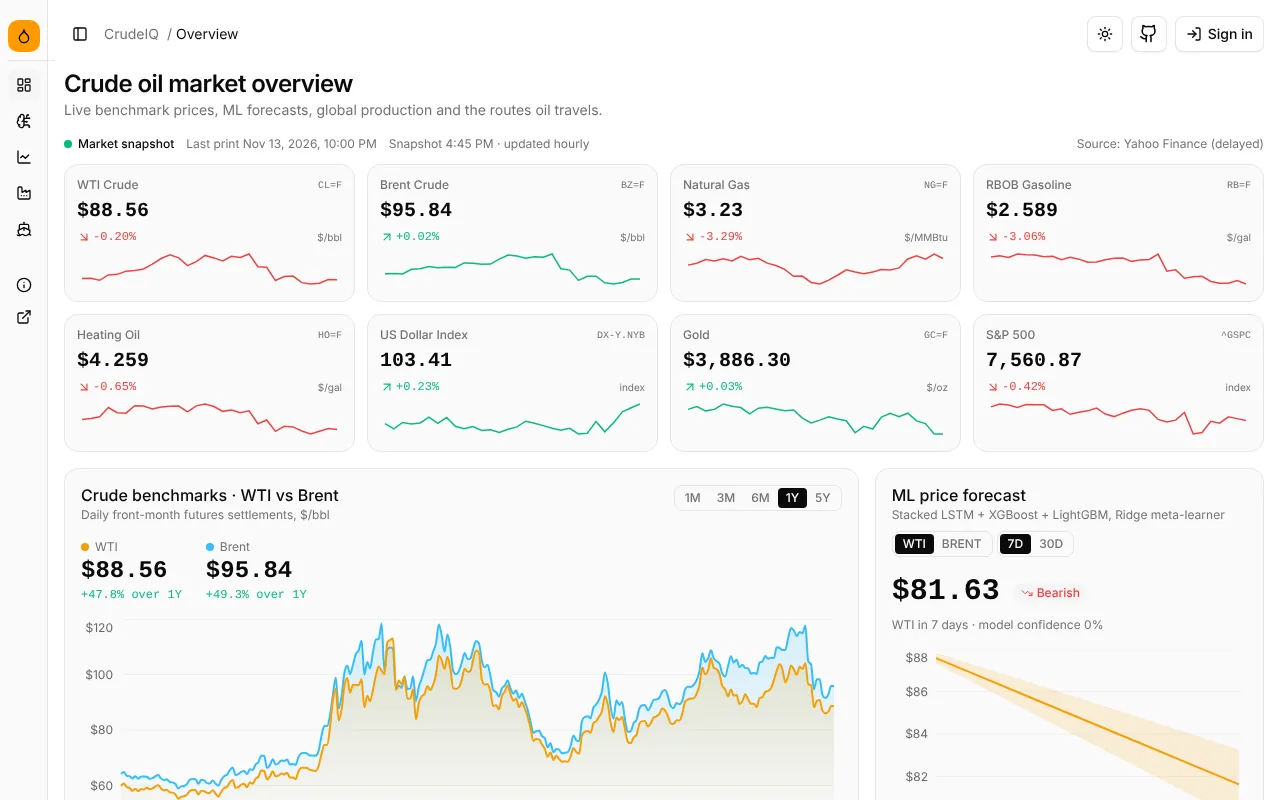 CrudeIQ / Overview
Sign in
Crude oil market overview
Live benchmark prices, ML forecasts, global production and the routes oil travels.
Market snapshot Last print Nov 13, 2026, 10:00 PM Snapshot 4:45 PM · updated hourly Source: Yahoo Finance (delayed)
WTI Crude CL=F
$88.56
-0.20% $/bbl
Brent Crude BZ=F
$95.84
+0.02% $/bbl
Natural Gas NG=F
$3.23
-3.29% $/MMBtu
RBOB Gasoline RB=F
$2.589
-3.06% $/gal
Heating Oil HO=F
$4.259
-0.65% $/gal
US Dollar Index DX-Y.NYB
103.41
+0.23% index
Gold GC=F
$3,886.30
+0.03% $/oz
S&P 500 ^GSPC
7,560.87
-0.42% index
Crude benchmarks · WTI vs Brent
Daily front-month futures settlements, $/bbl
1M 3M 6M 1Y 5Y
WTI
$88.56
+47.8% over 1Y
Brent
$95.84
+49.3% over 1Y
$120
$100
$80
$60
ML price forecast
Stacked LSTM + XGBoost + LightGBM, Ridge meta-learner
WTI BRENT 7D 30D
$81.63 Bearish
WTI in 7 days · model confidence 0%
$88
$86
$84
$82